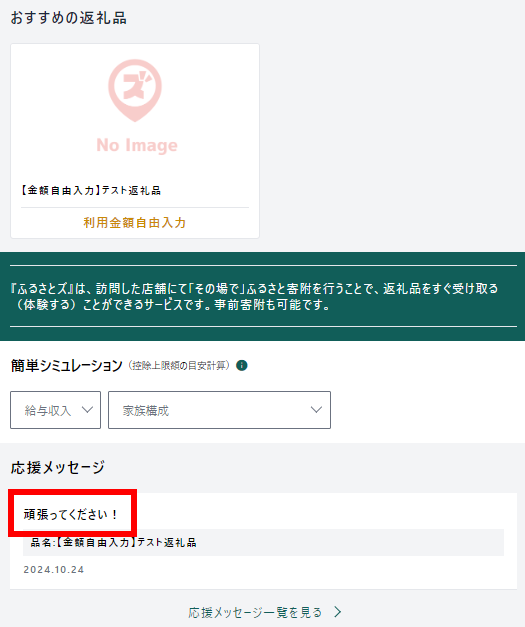 おすすめの返礼品
ズ
No Image
【金額自由入力】テスト返礼品
利用金額自由入力
『ふるさとズ』は、訪問した店舗にて「その場で」ふるさと寄附を行うことで、返礼品をすぐ受け取る
（体験する）ことができるサービスです。事前寄附も可能です。
簡単シミュレーション（控除上限額の目安計算） i
給与収入 家族構成
応援メッセージ
頑張ってください！
品名:【金額自由入力】テスト返礼品
2024.10.24
応援メッセージ一覧を見る